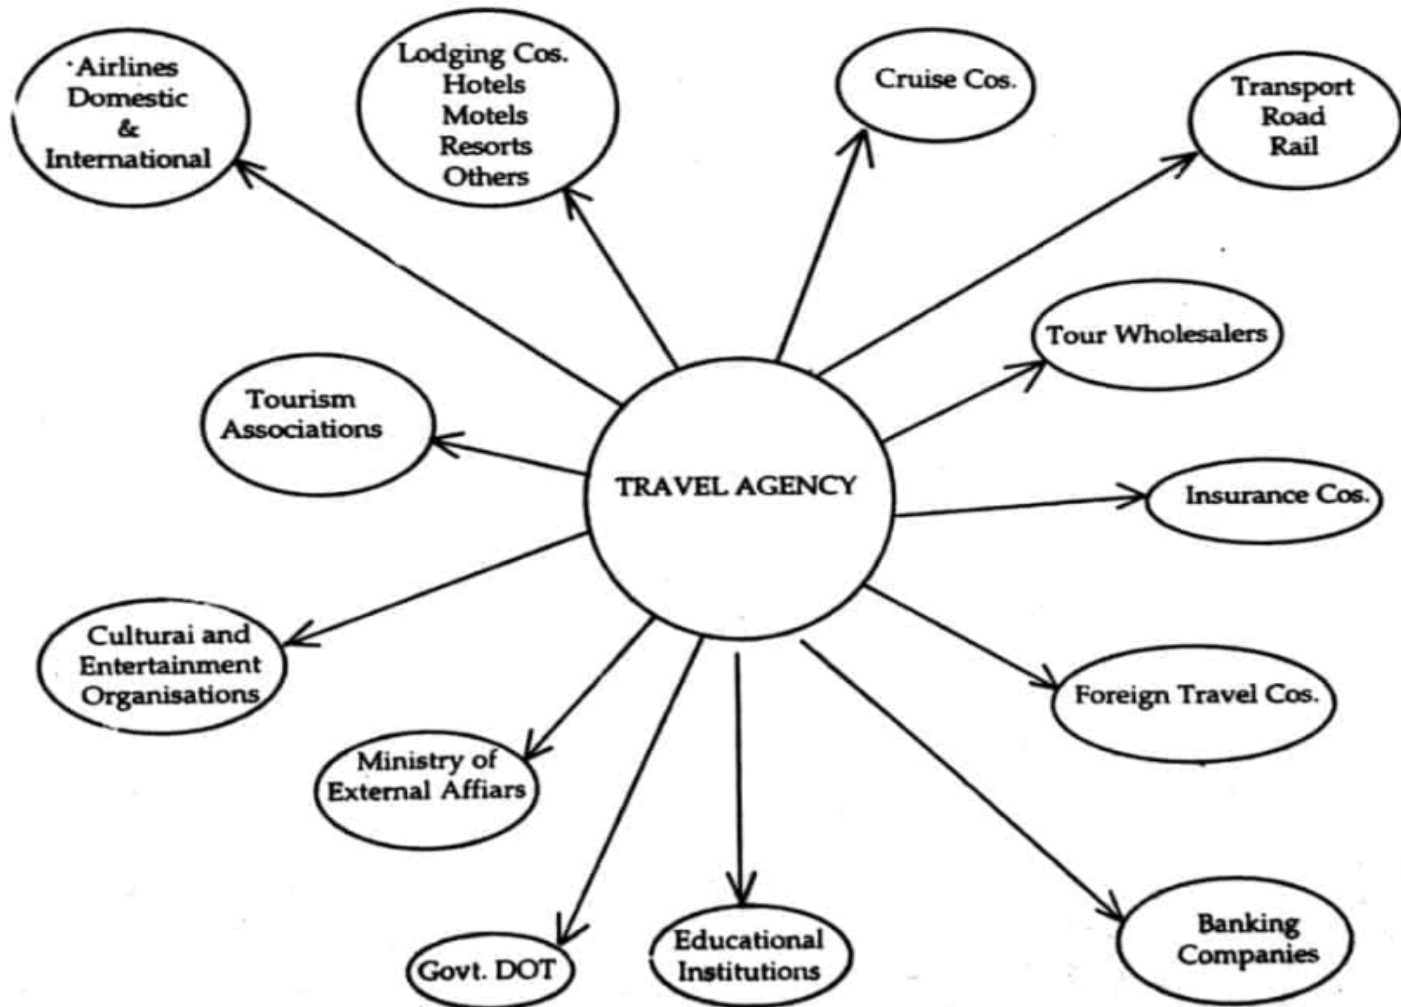 Airlines
Domestic
&
International
Lodging Cos.
Hotels
Motels
Resorts
Others
Cruise Cos.
Transport
Road
Rail
Tour Wholesalers
Tourism
Associations
TRAVEL AGENCY
Insurance Cos.
Culturai and
Entertainment
Organisations
Foreign Travel Cos.
Ministry of
External Affiars
Govt. DOT
Educational
Institutions
Banking
Companies